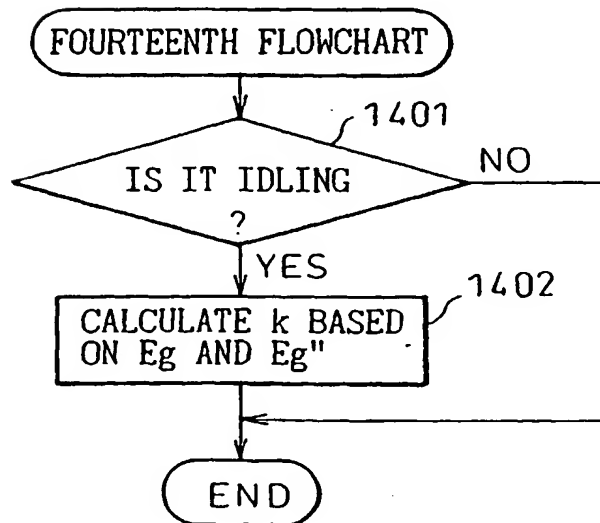 FOURTEENTH FLOWCHART
1401
IS IT IDLING
?
NO
YES
1402
CALCULATE k BASED
ON Eg AND Eg"
END